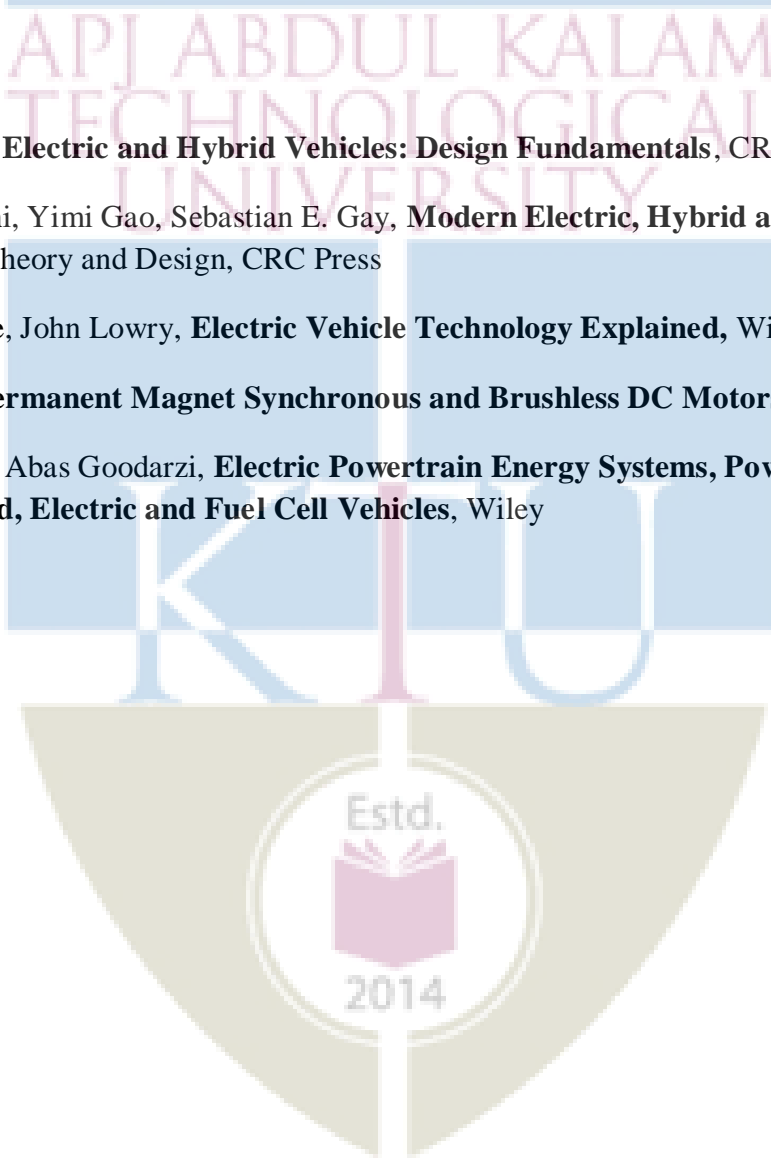 APJ ABDUL KALAM
TECHNOLOGICAL
Electric and Hybrid Vehicles: Design Fundamentals, CR
UNIVERSITY
i, Yimi Gao, Sebastian E. Gay, Modern Electric, Hybrid a
heory and Design, CRC Press
e, John Lowry, Electric Vehicle Technology Explained, Wi
ermanent Magnet Synchronous and Brushless DC Motor
Abas Goodarzi, Electric Powertrain Energy Systems, Pow
d, Electric and Fuel Cell Vehicles, Wiley
KTU
Estd.
2014